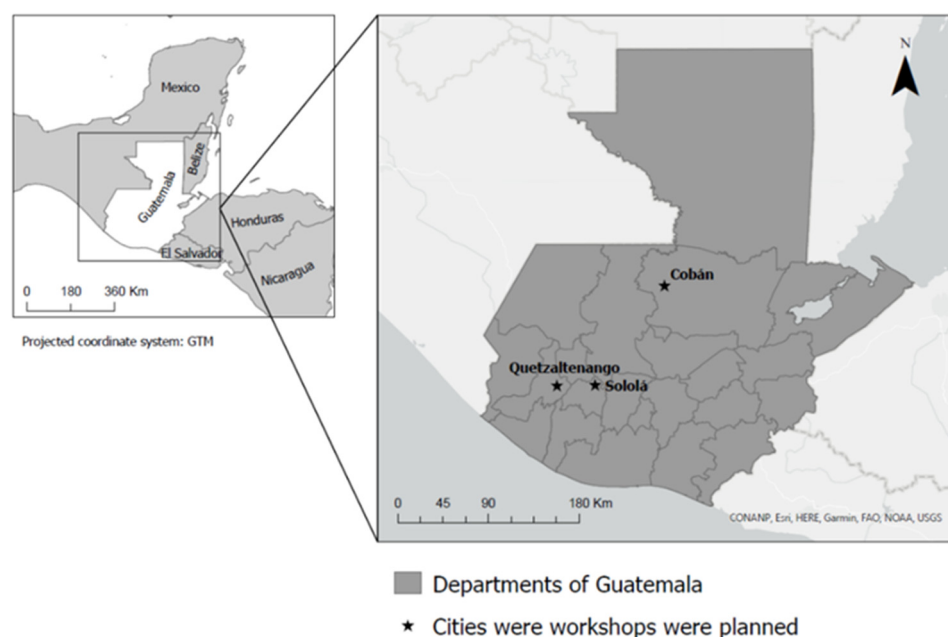 Mexico
Belize
Guatemala
Honduras
El Salvador
Nicaragua
0 180 360 Km
Projected coordinate system: GTM
N
Cobán
Quetzaltenango
Sololá
0 45 90 180 Km
CONANP, Esri, HERE, Garmin, FAO, NOAA, USGS
Departments of Guatemala
Cities were workshops were planned